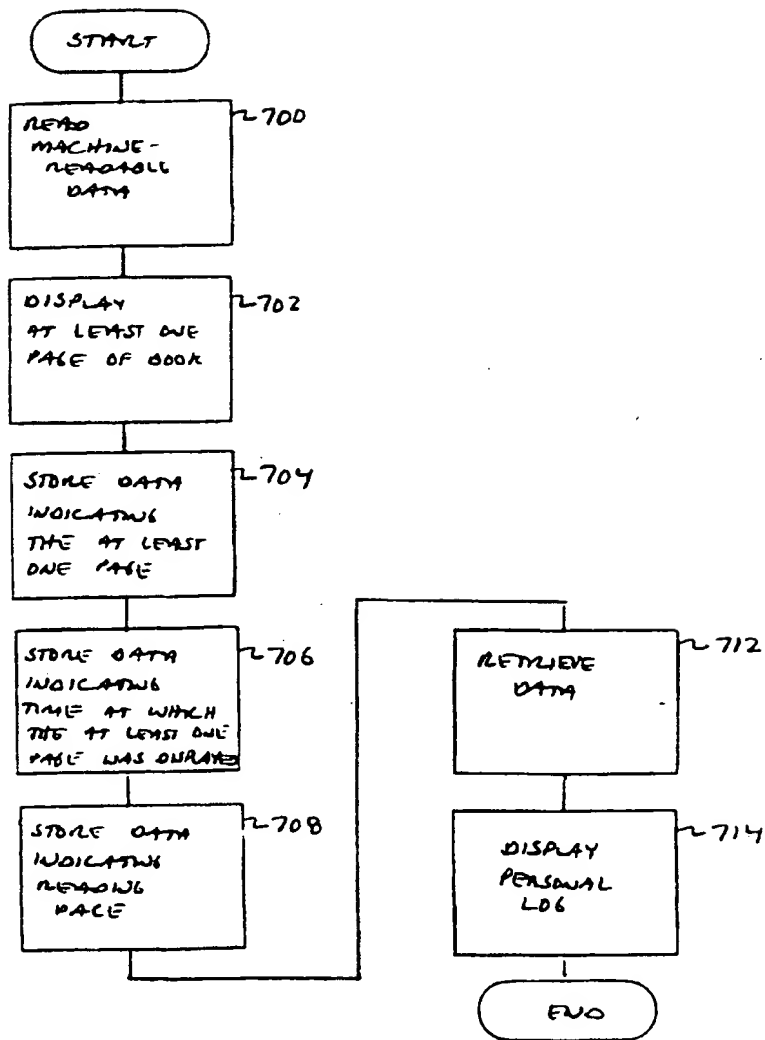 START
READ
MACHINE-
READABLE
DATA
700
DISPLAY
AT LEAST ONE
PAGE OF BOOK
702
STORE DATA
INDICATING
THE AT LEAST
ONE PAGE
704
STORE DATA
INDICATING
TIME AT WHICH
THE AT LEAST ONE
PAGE WAS DISPLAYED
706
STORE DATA
INDICATING
READING
PACE
708
RETRIEVE
DATA
712
DISPLAY
PERSONAL
LOG
714
END